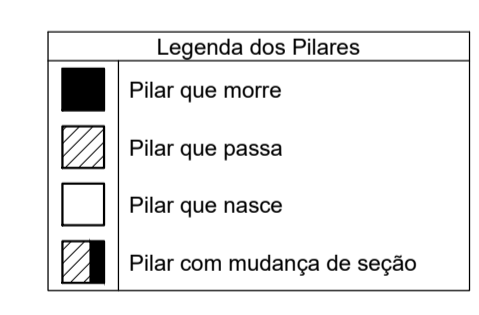 Legenda dos Pilares
Pilar que morre
Pilar que passa
Pilar que nasce
Pilar com mudança de seção